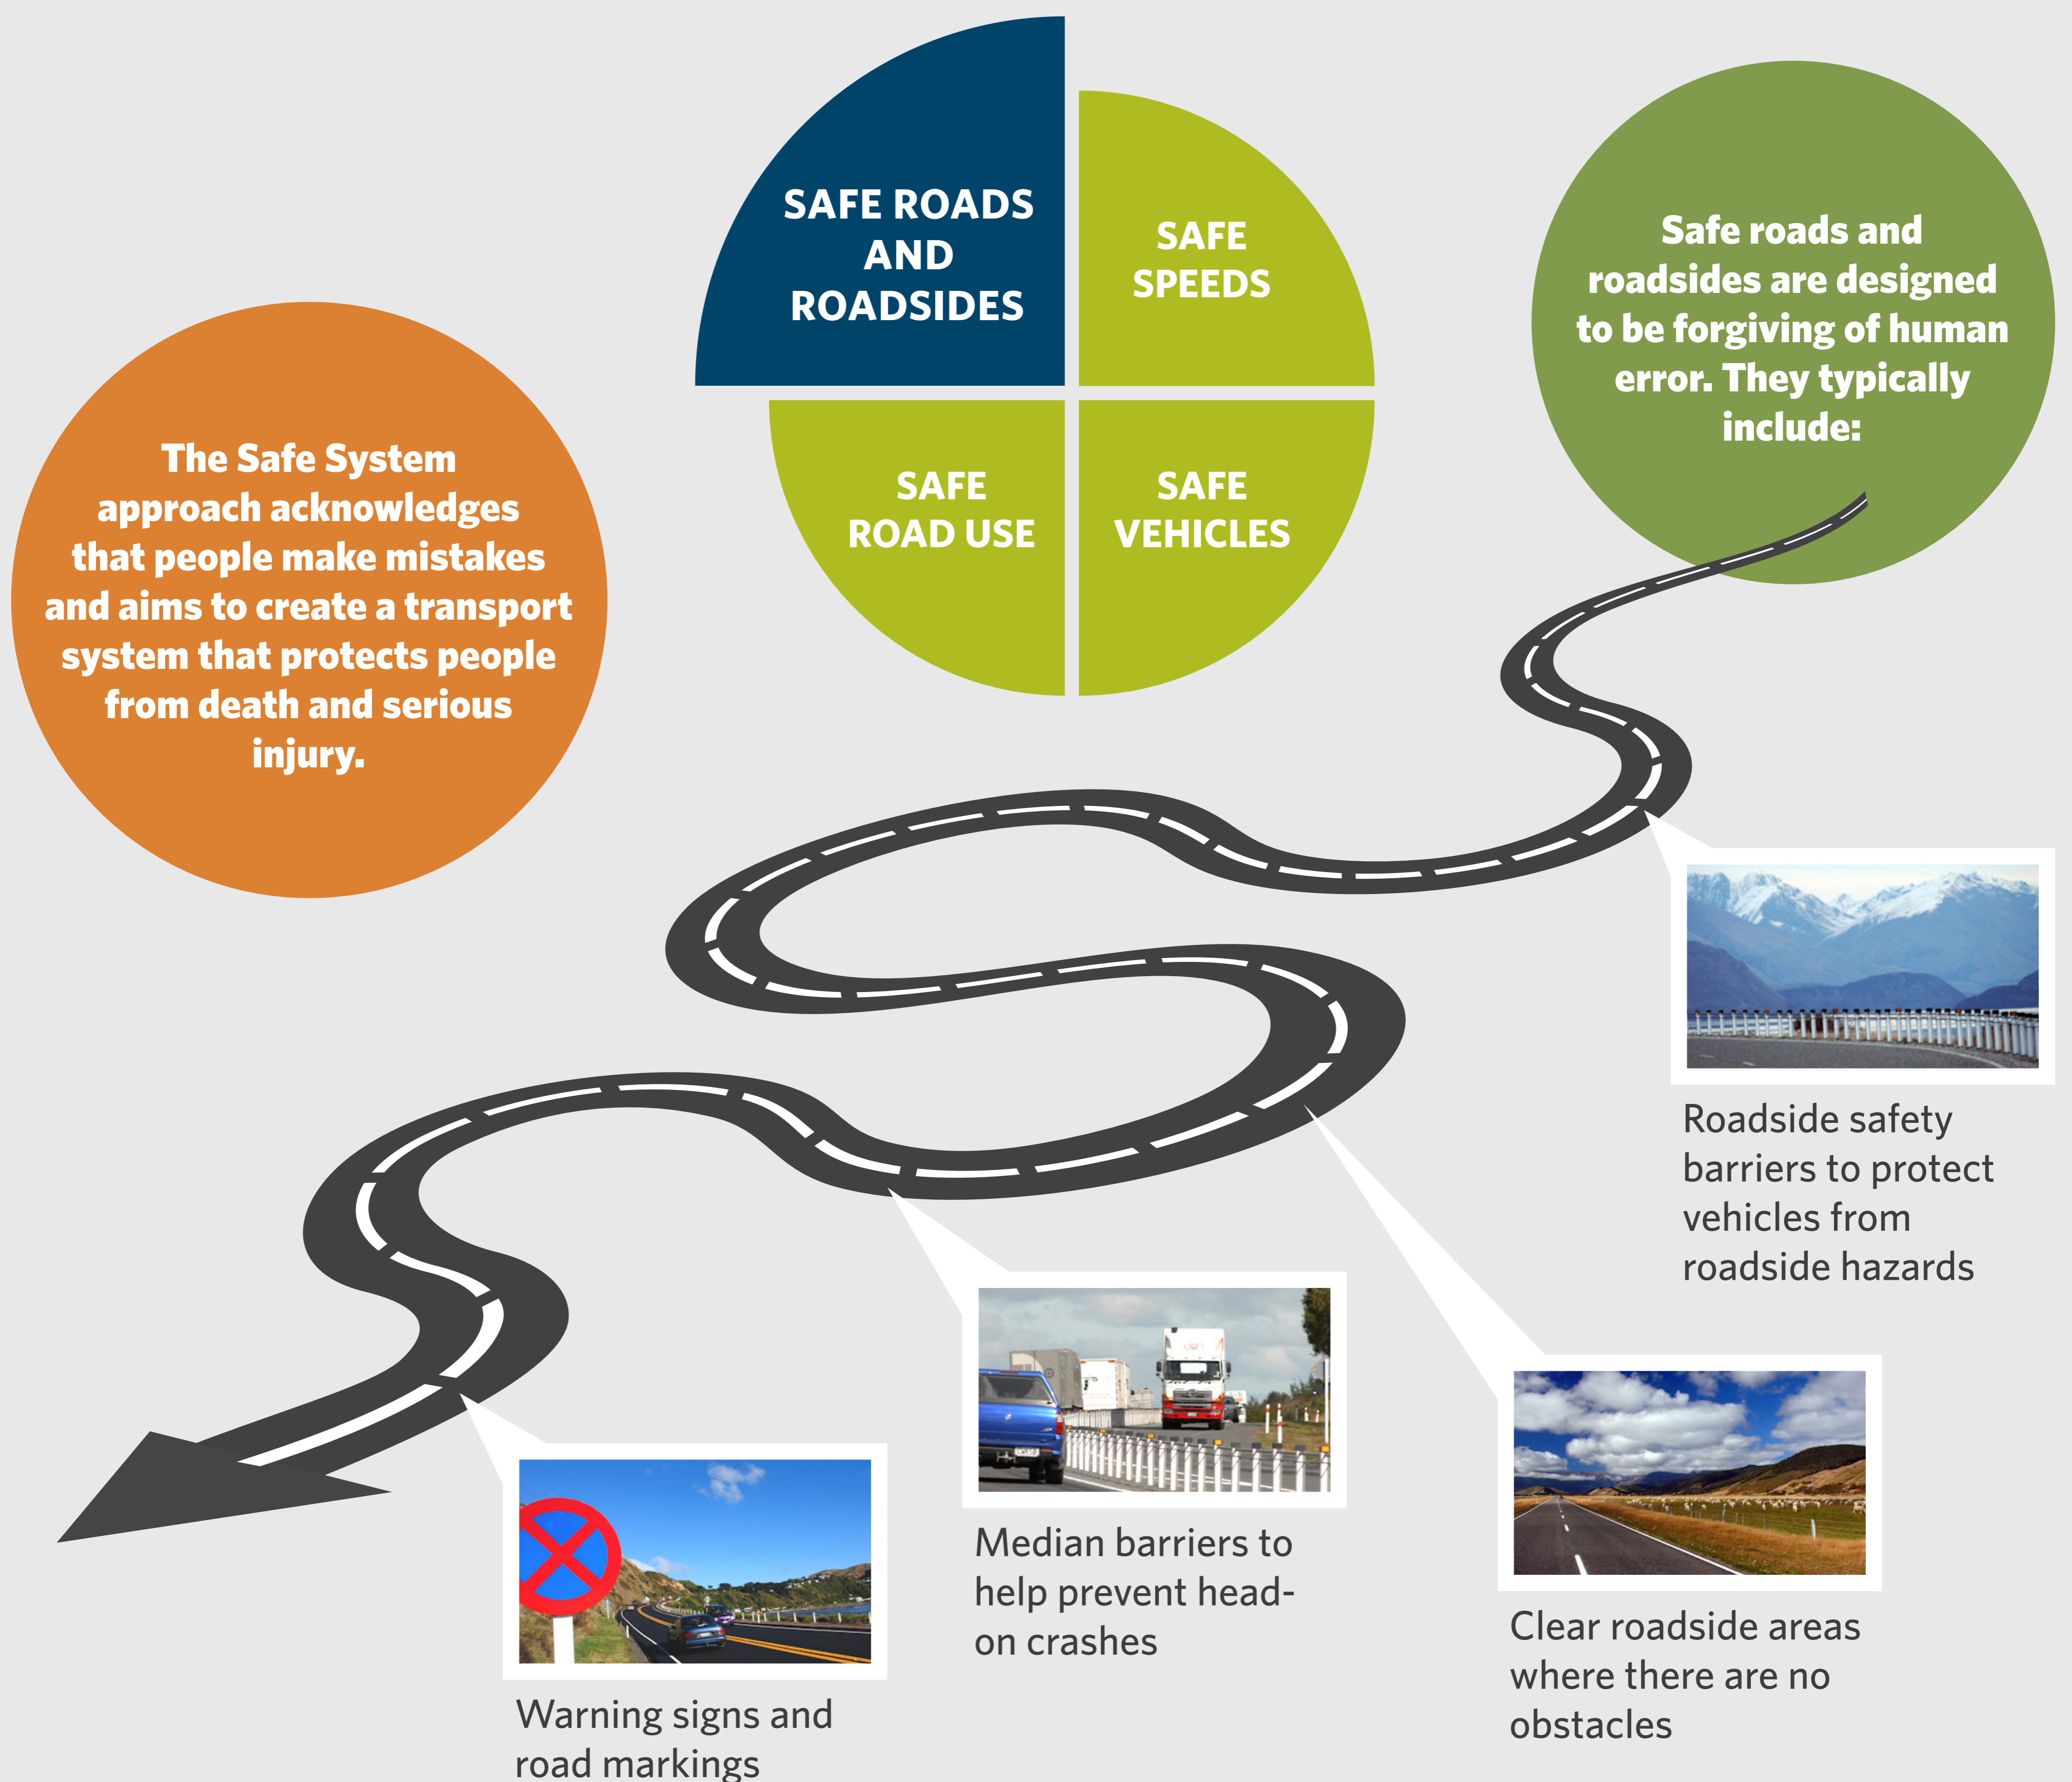 SAFE ROADS
AND
ROADSIDES
SAFE
SPEEDS
SAFE
ROAD USE
SAFE
VEHICLES
The Safe System
approach acknowledges
that people make mistakes
and aims to create a transport
system that protects people
from death and serious
injury.
Safe roads and
roadsides are designed
to be forgiving of human
error. They typically
include:
Roadside safety
barriers to protect
vehicles from
roadside hazards
Clear roadside areas
where there are no
obstacles
Median barriers to
help prevent head-
on crashes
Warning signs and
road markings